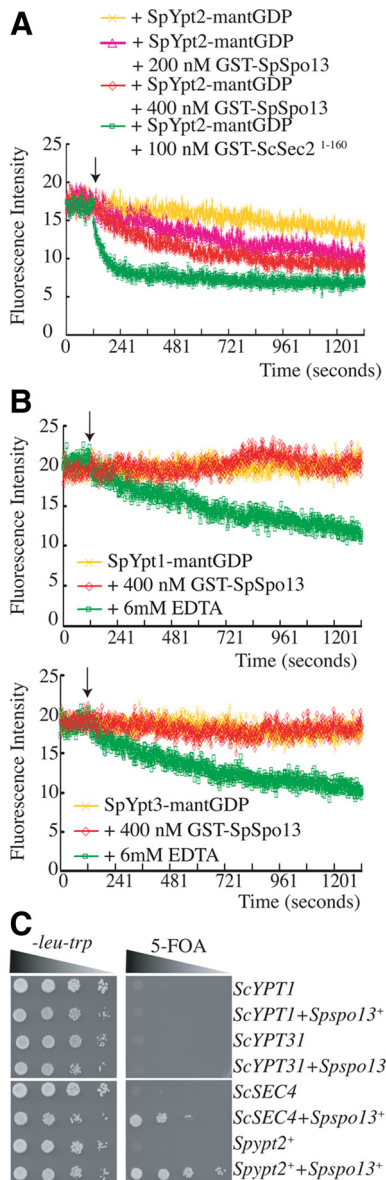 A
+ SpYpt2-mantGDP
+ SpYpt2-mantGDP
+ 200 nM GST-SpSpo13
+ SpYpt2-mantGDP
+ 400 nM GST-SpSpo13
+ SpYpt2-mantGDP
+ 100 nM GST-ScSec2 1-160
Fluorescence Intensity
25
20
15
10
5
0
0 241 481 721 961 1201
Time (seconds)
B
Fluorescence Intensity
25
20
15
10
5
0
SpYpt1-mantGDP
+ 400 nM GST-SpSpo13
+ 6mM EDTA
0 241 481 721 961 1201
Time (seconds)
Fluorescence Intensity
25
20
15
10
5
0
SpYpt3-mantGDP
+ 400 nM GST-SpSpo13
+ 6mM EDTA
0 241 481 721 961 1201
Time (seconds)
C
-leu-trp 5-FOA
ScYPT1
ScYPT1+Spspo13+
ScYPT31
ScYPT31+Spspo13
ScSEC4
ScSEC4+Spspo13+
Spypt2+
Spypt2++Spspo13+